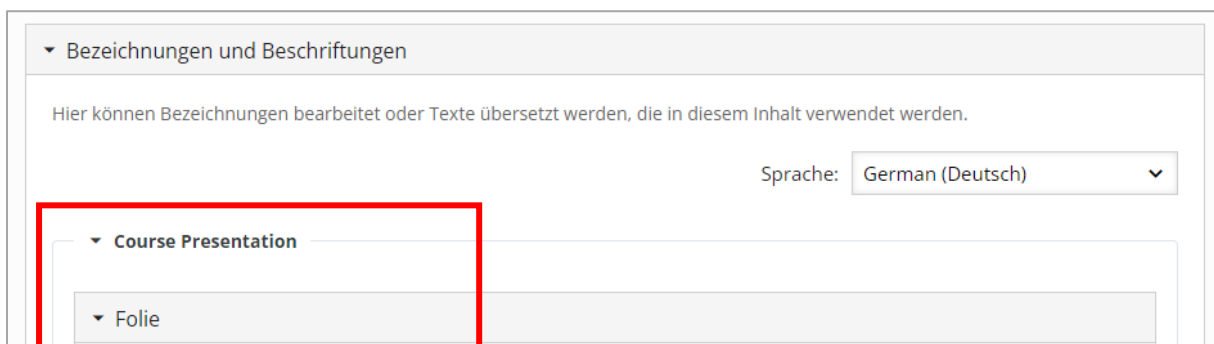 Bezeichnungen und Beschriftungen
Hier können Bezeichnungen bearbeitet oder Texte übersetzt werden, die in diesem Inhalt verwendet werden.
Sprache: German (Deutsch)
Course Presentation
Folie